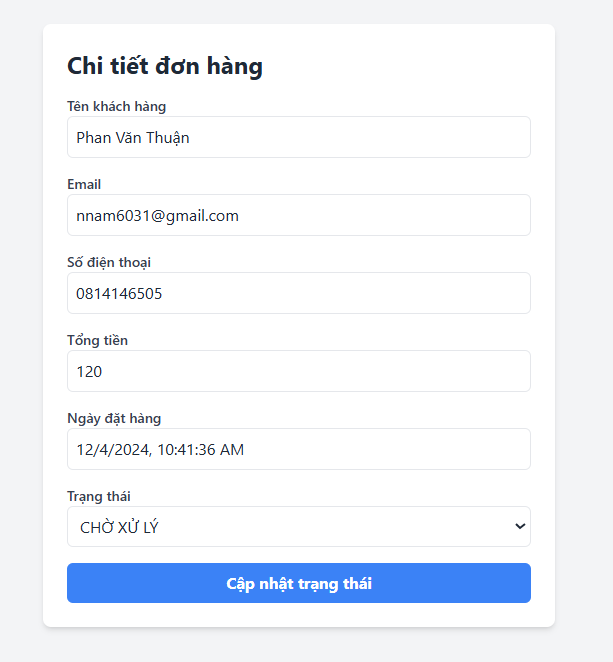 Chi tiết đơn hàng
Tên khách hàng
Phan Văn Thuận
Email
nnam6031@gmail.com
Số điện thoại
0814146505
Tổng tiền
120
Ngày đặt hàng
12/4/2024, 10:41:36 AM
Trạng thái
CHỜ XỬ LÝ
Cập nhật trạng thái